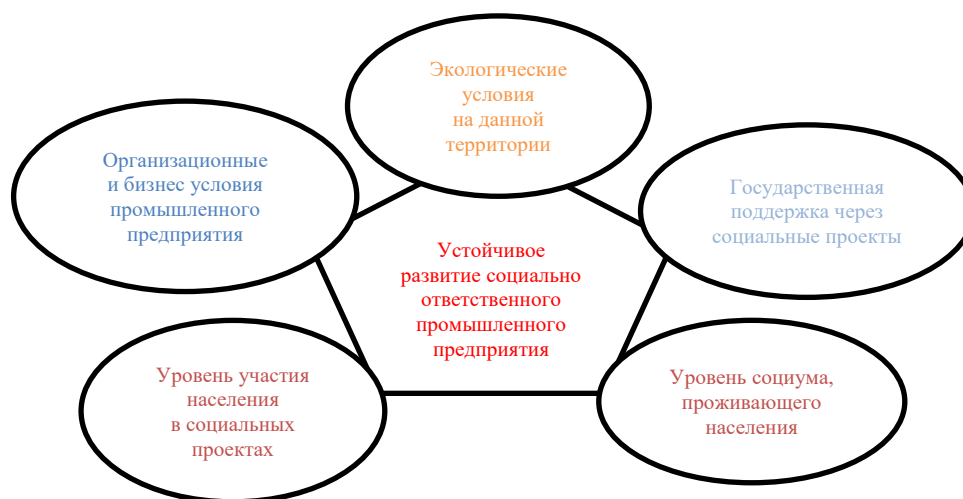 Экологические
условия
на данной
территории
Организационные
и бизнес условия
промышленного
предприятия
Государственная
поддержка через
социальные проекты
Устойчивое
развитие социально
ответственного
промышленного
предприятия
Уровень участия
населения
в социальных
проектах
Уровень социума,
проживающего
населения